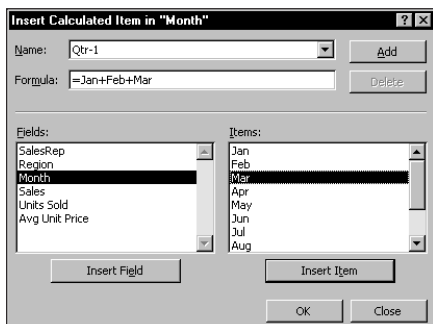 Insert Calculated Item in "Month"
Name: Qtr-1 Add
Formula: =Jan+Feb+Mar Delete
Fields: Items:
SalesRep Jan
Region Feb
Month Mar
Sales Apr
Units Sold May
Avg Unit Price Jun
Jul
Aug
Insert Field Insert Item
OK Close